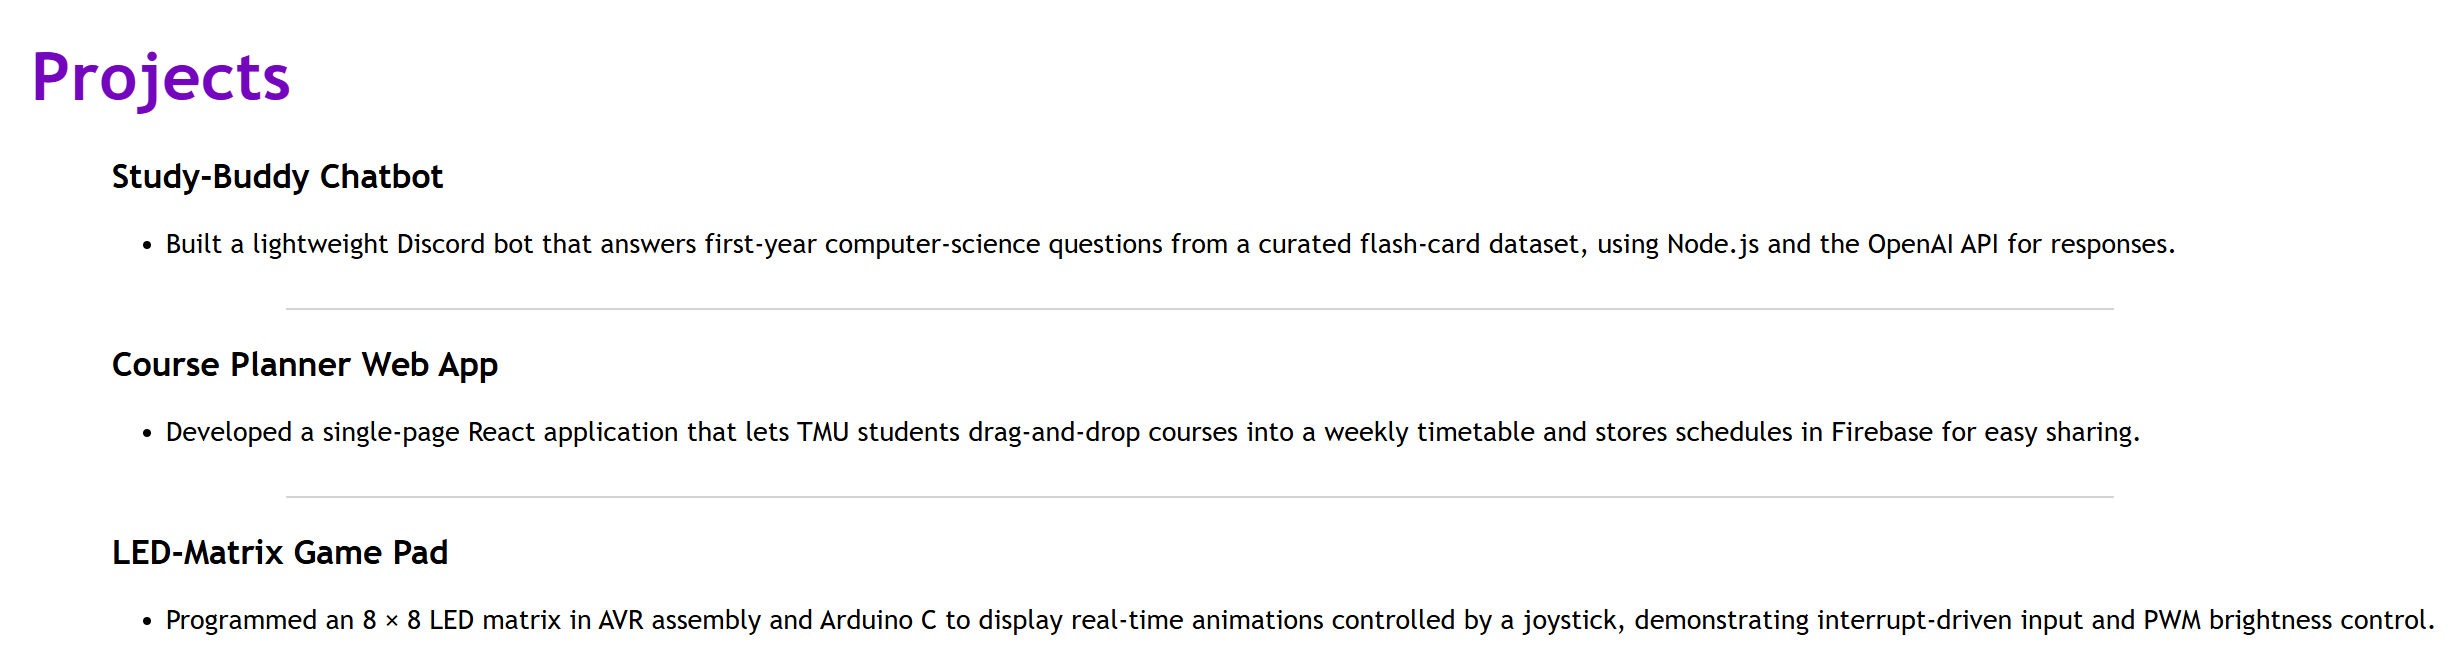 Projects
Study-Buddy Chatbot
• Built a lightweight Discord bot that answers first-year computer-science questions from a curated flash-card dataset, using Node.js and the OpenAI API for responses.
Course Planner Web App
• Developed a single-page React application that lets TMU students drag-and-drop courses into a weekly timetable and stores schedules in Firebase for easy sharing.
LED-Matrix Game Pad
• Programmed an 8 × 8 LED matrix in AVR assembly and Arduino C to display real-time animations controlled by a joystick, demonstrating interrupt-driven input and PWM brightness control.